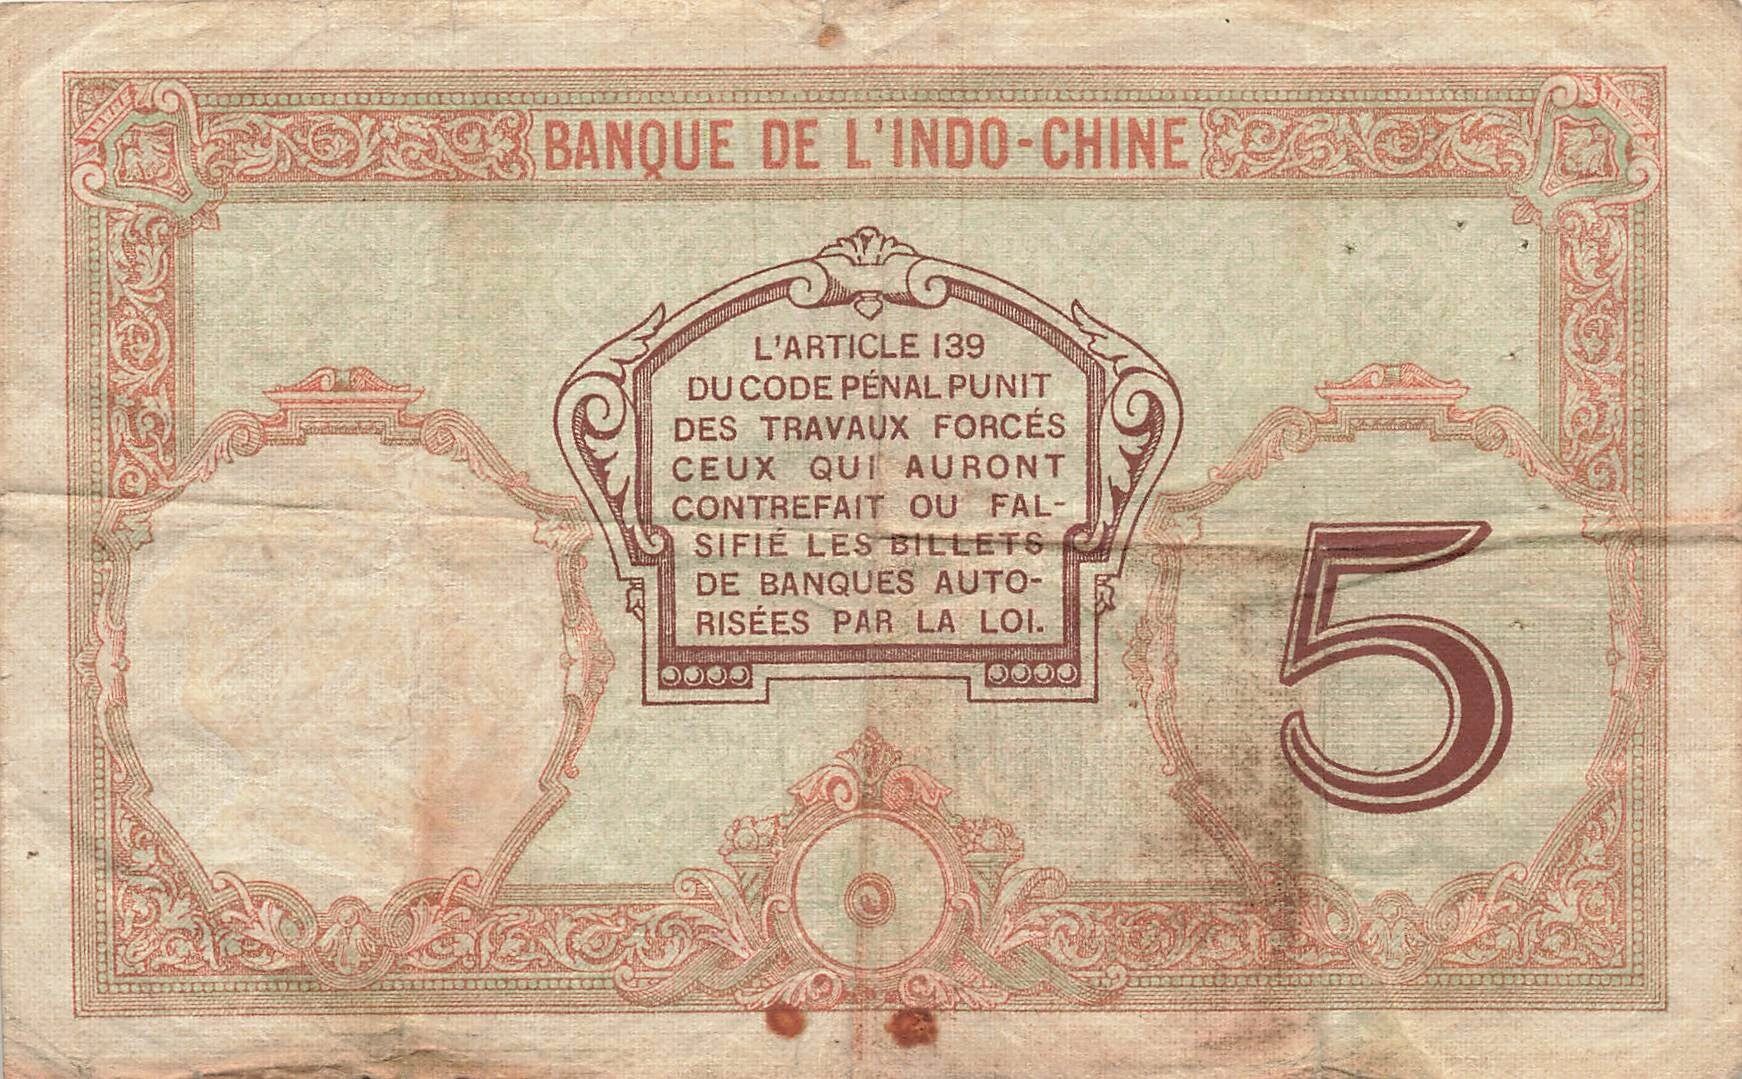 BANQUE DE L'INDO-CHINE
L'ARTICLE 139
DU CODE PÉNAL PUNIT
DES TRAVAUX FORCÉS
CEUX QUI AURONT
CONTREFAIT OU FAL-
SIFIÉ LES BILLETS
DE BANQUES AUTO-
RISÉES PAR LA LOI.
5